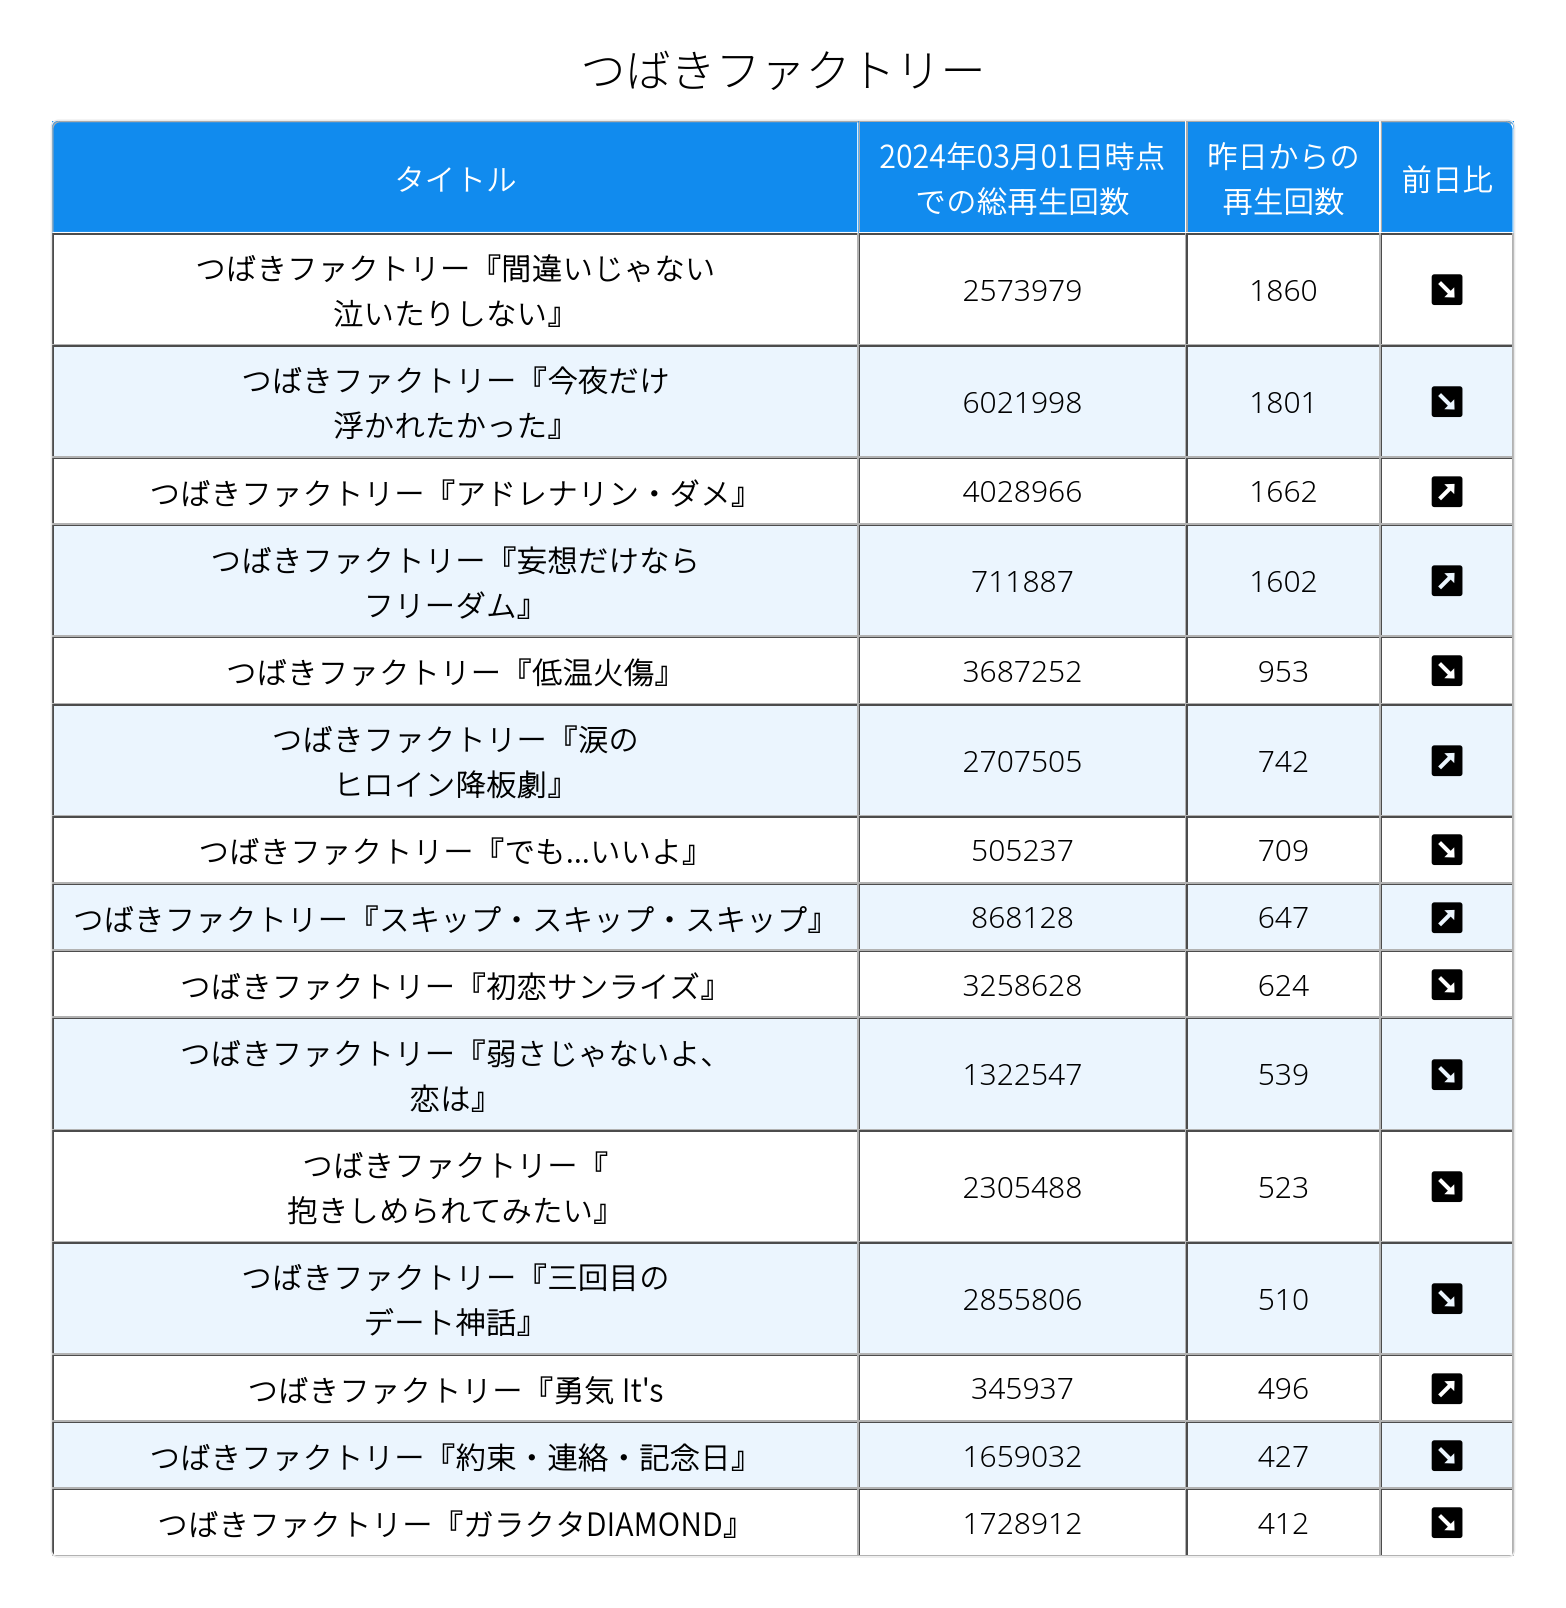 つばきファクトリー
タイトル
2024年03月01日時点
での総再生回数
昨日からの
再生回数
前日比
つばきファクトリー『間違いじゃない
泣いたりしない』
2573979
1860
↘
つばきファクトリー『今夜だけ
浮かれたかった』
6021998
1801
↘
つばきファクトリー『アドレナリン・ダメ』
4028966
1662
↗
つばきファクトリー『妄想だけなら
フリーダム』
711887
1602
↗
つばきファクトリー『低温火傷』
3687252
953
↘
つばきファクトリー『涙の
ヒロイン降板劇』
2707505
742
↗
つばきファクトリー『でも...いいよ』
505237
709
↘
つばきファクトリー『スキップ・スキップ・スキップ』
868128
647
↗
つばきファクトリー『初恋サンライズ』
3258628
624
↘
つばきファクトリー『弱さじゃないよ、
恋は』
1322547
539
↘
つばきファクトリー『
抱きしめられてみたい』
2305488
523
↘
つばきファクトリー『三回目の
デート神話』
2855806
510
↘
つばきファクトリー『勇気 It's
345937
496
↗
つばきファクトリー『約束・連絡・記念日』
1659032
427
↘
つばきファクトリー『ガラクタDIAMOND』
1728912
412
↘